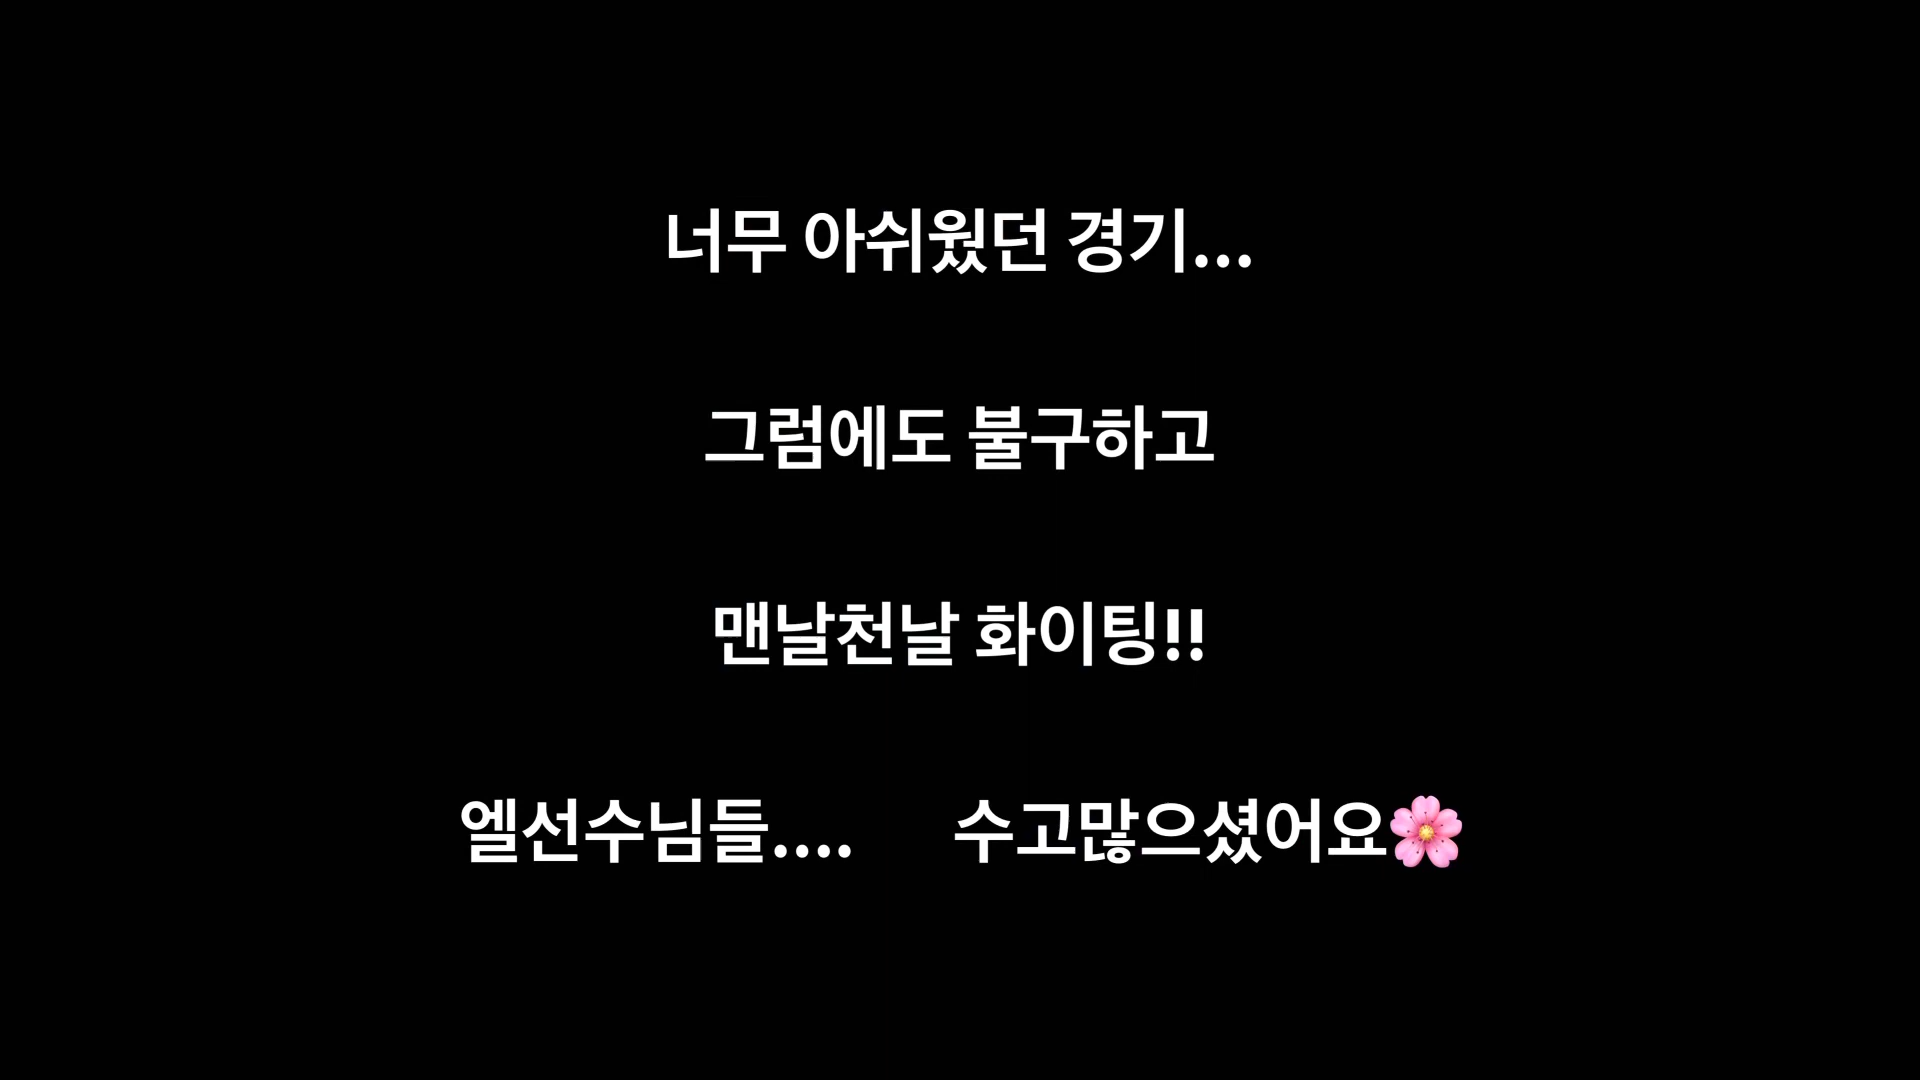 너무 아쉬웠던 경기...
그럼에도 불구하고
맨날천날 화이팅!!
엘선수님들.... 수고많으셨어요🌸